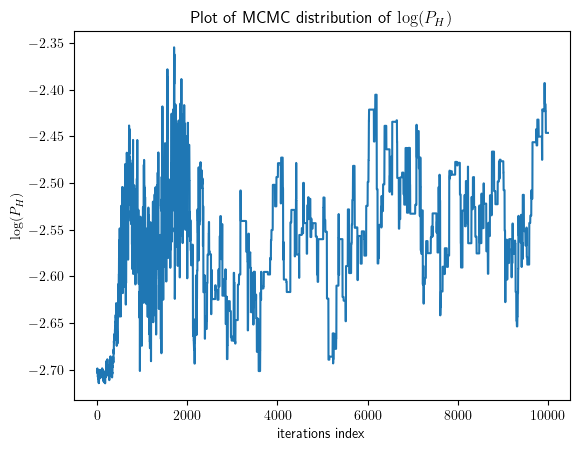 Plot of MCMC distribution of log(P_H)
−2.35
−2.40
−2.45
−2.50
−2.55
−2.60
−2.65
−2.70
log(P_H)
0 2000 4000 6000 8000 10000
iterations index